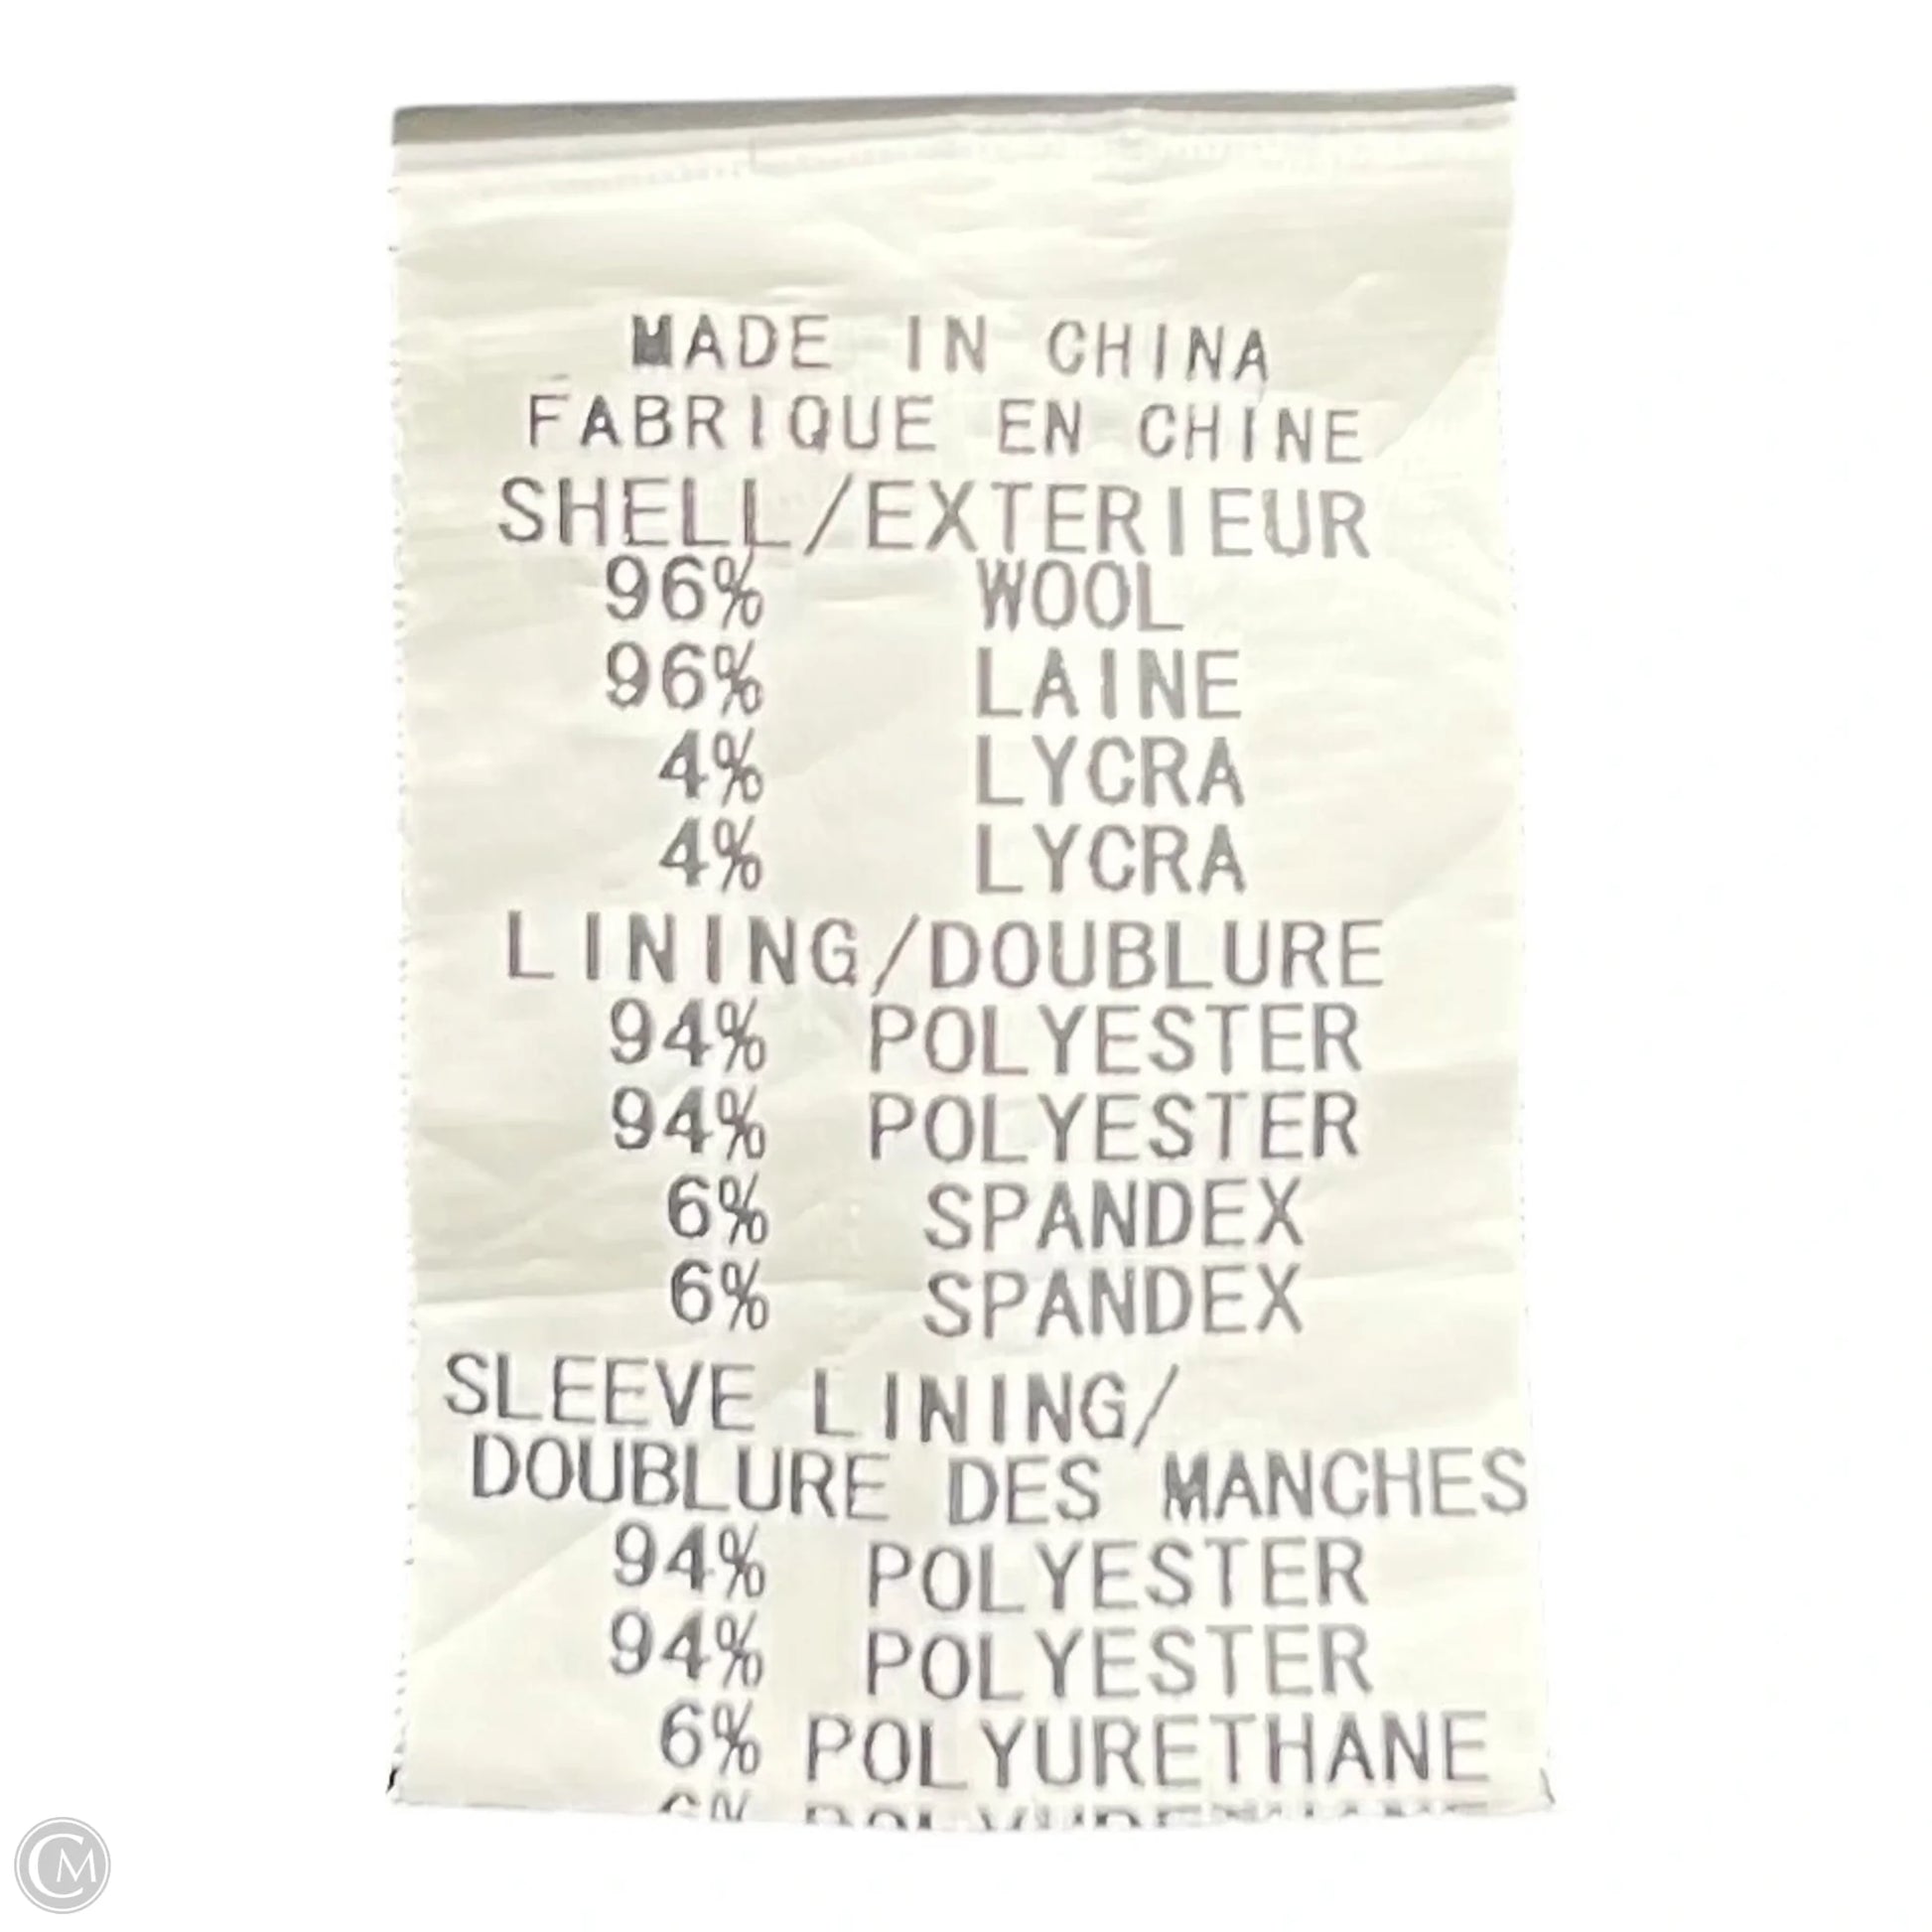 MADE IN CHINA
FABRIQUE EN CHINE
SHELL/EXTERIEUR
96% WOOL
96% LAINE
4% LYCRA
4% LYCRA
LINING/DOUBLURE
94% POLYESTER
94% POLYESTER
6% SPANDEX
6% SPANDEX
SLEEVE LINING/
DOUBLURE DES MANCHES
94% POLYESTER
94% POLYESTER
6% POLYURETHANE
CM